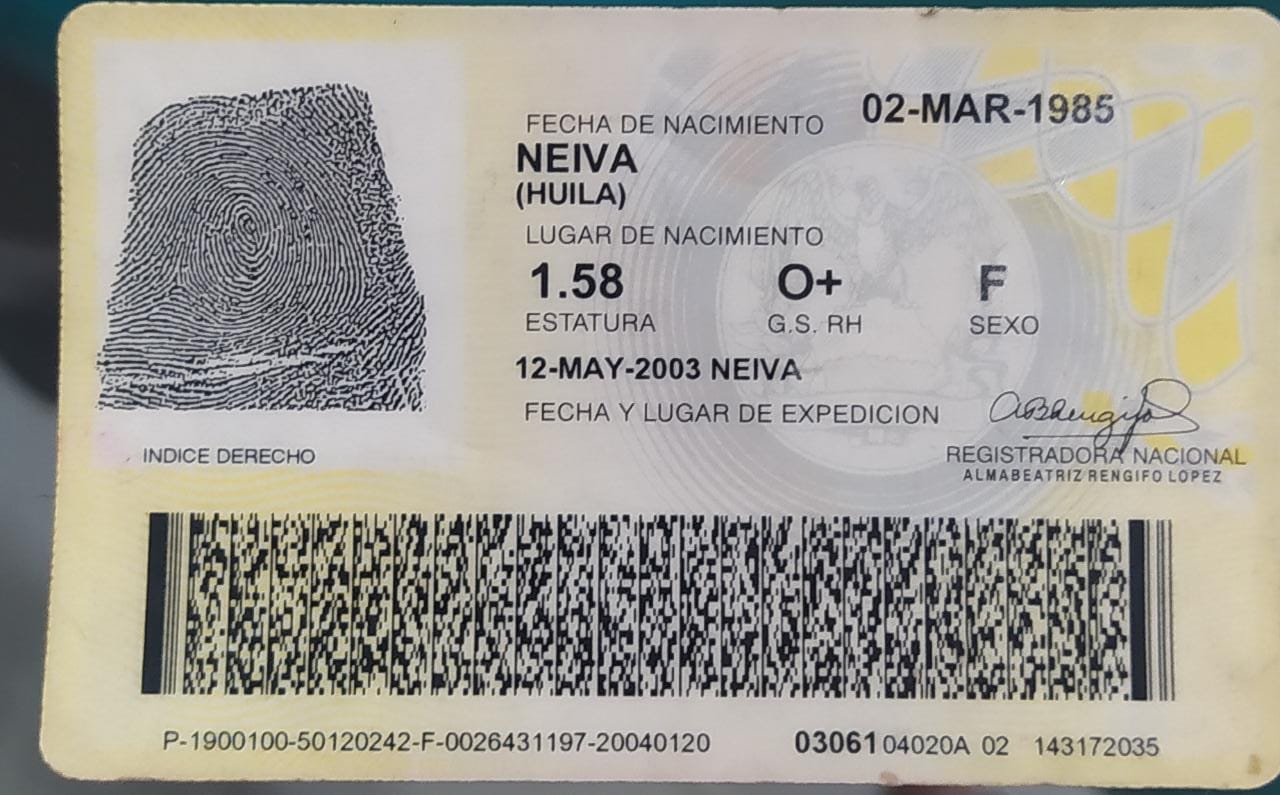 FECHA DE NACIMIENTO 02-MAR-1985
NEIVA
(HUILA)
LUGAR DE NACIMIENTO
1.58 O+ F
ESTATURA G.S. RH SEXO
12-MAY-2003 NEIVA
FECHA Y LUGAR DE EXPEDICION
INDICE DERECHO
REGISTRADORA NACIONAL
ALMABEATRIZ RENGIFO LOPEZ
P-1900100-50120242-F-0026431197-20040120 03061 04020A 02 143172035